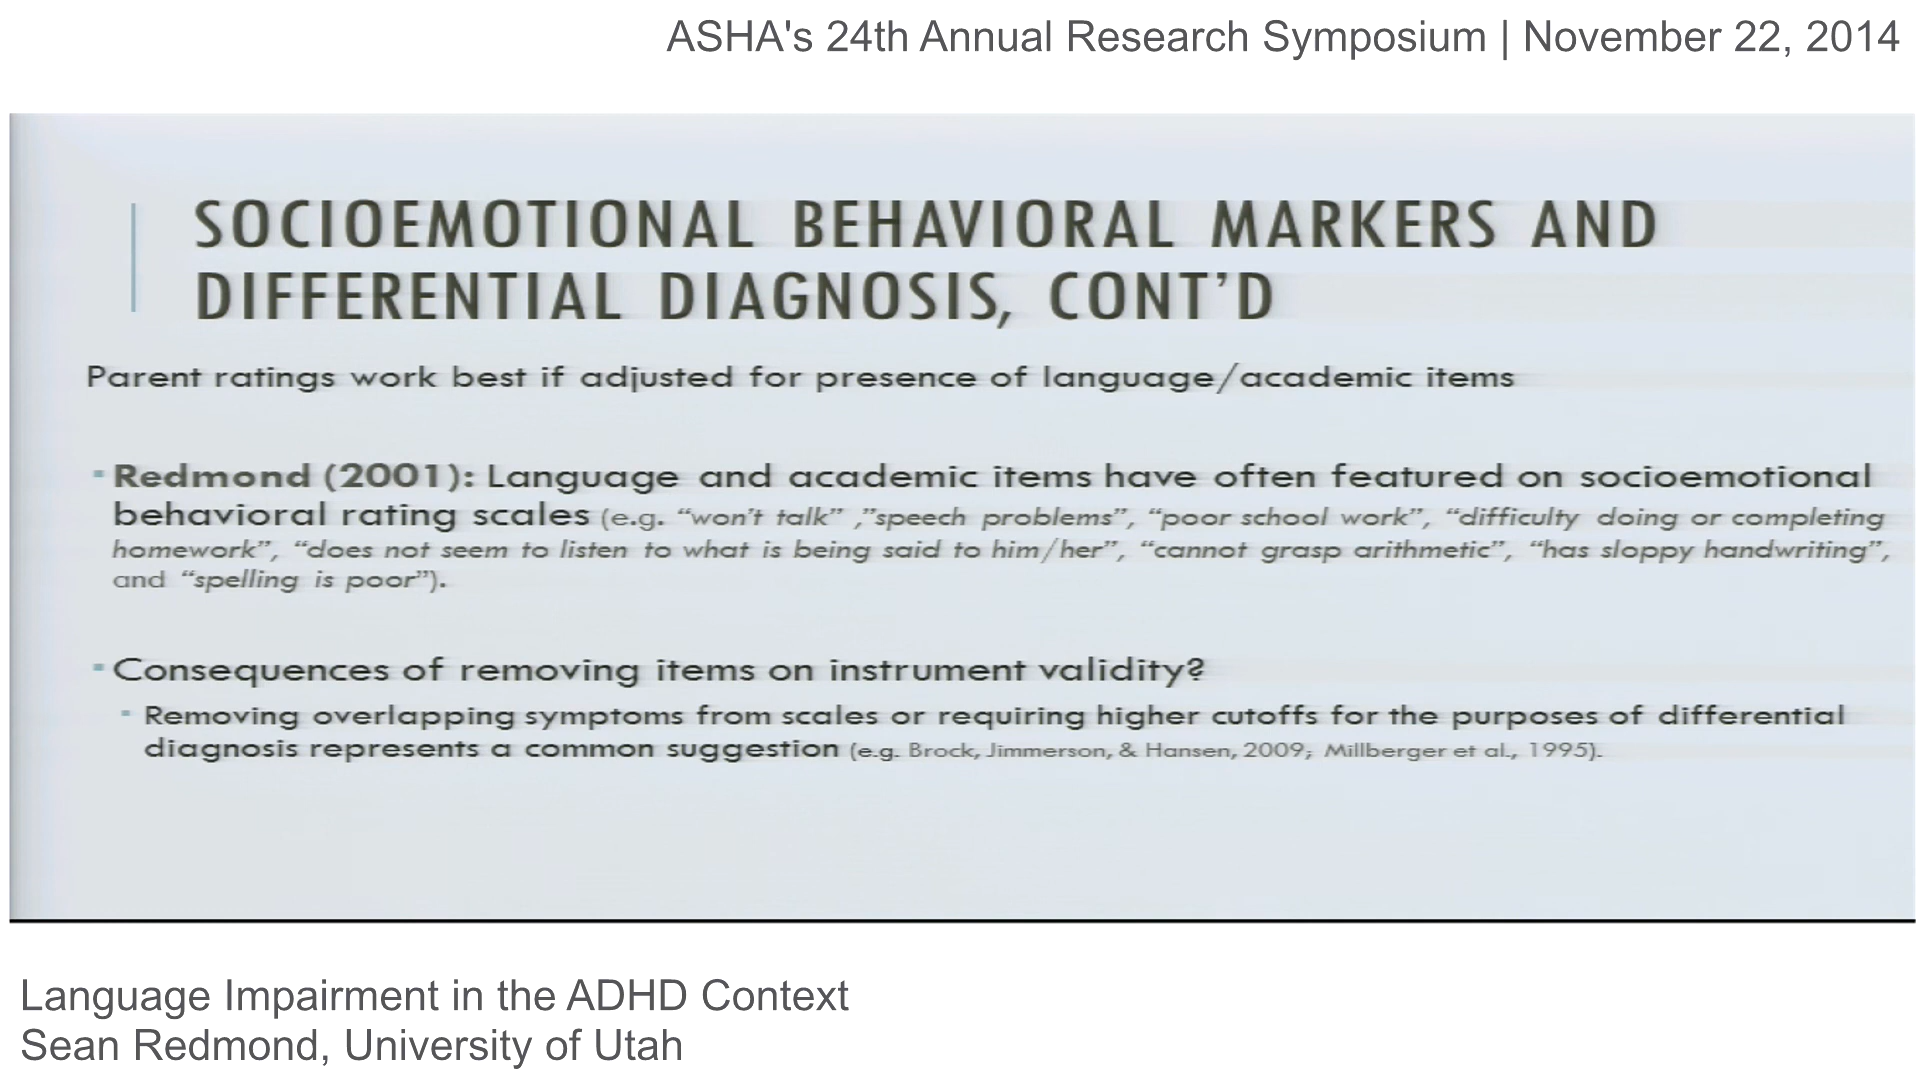 ASHA's 24th Annual Research Symposium | November 22, 2014
SOCIOEMOTIONAL BEHAVIORAL MARKERS AND
DIFFERENTIAL DIAGNOSIS, CONT’D
Parent ratings work best if adjusted for presence of language/academic items
▪ Redmond (2001): Language and academic items have often featured on socioemotional
behavioral rating scales (e.g. “won’t talk” ,”speech problems”, “poor school work”, “difficulty doing or completing
homework”, “does not seem to listen to what is being said to him/her”, “cannot grasp arithmetic”, “has sloppy handwriting”,
and “spelling is poor”).
▪ Consequences of removing items on instrument validity?
▪ Removing overlapping symptoms from scales or requiring higher cutoffs for the purposes of differential
diagnosis represents a common suggestion (e.g. Brock, Jimmerson, & Hansen, 2009; Millberger et al., 1995).
Language Impairment in the ADHD Context
Sean Redmond, University of Utah